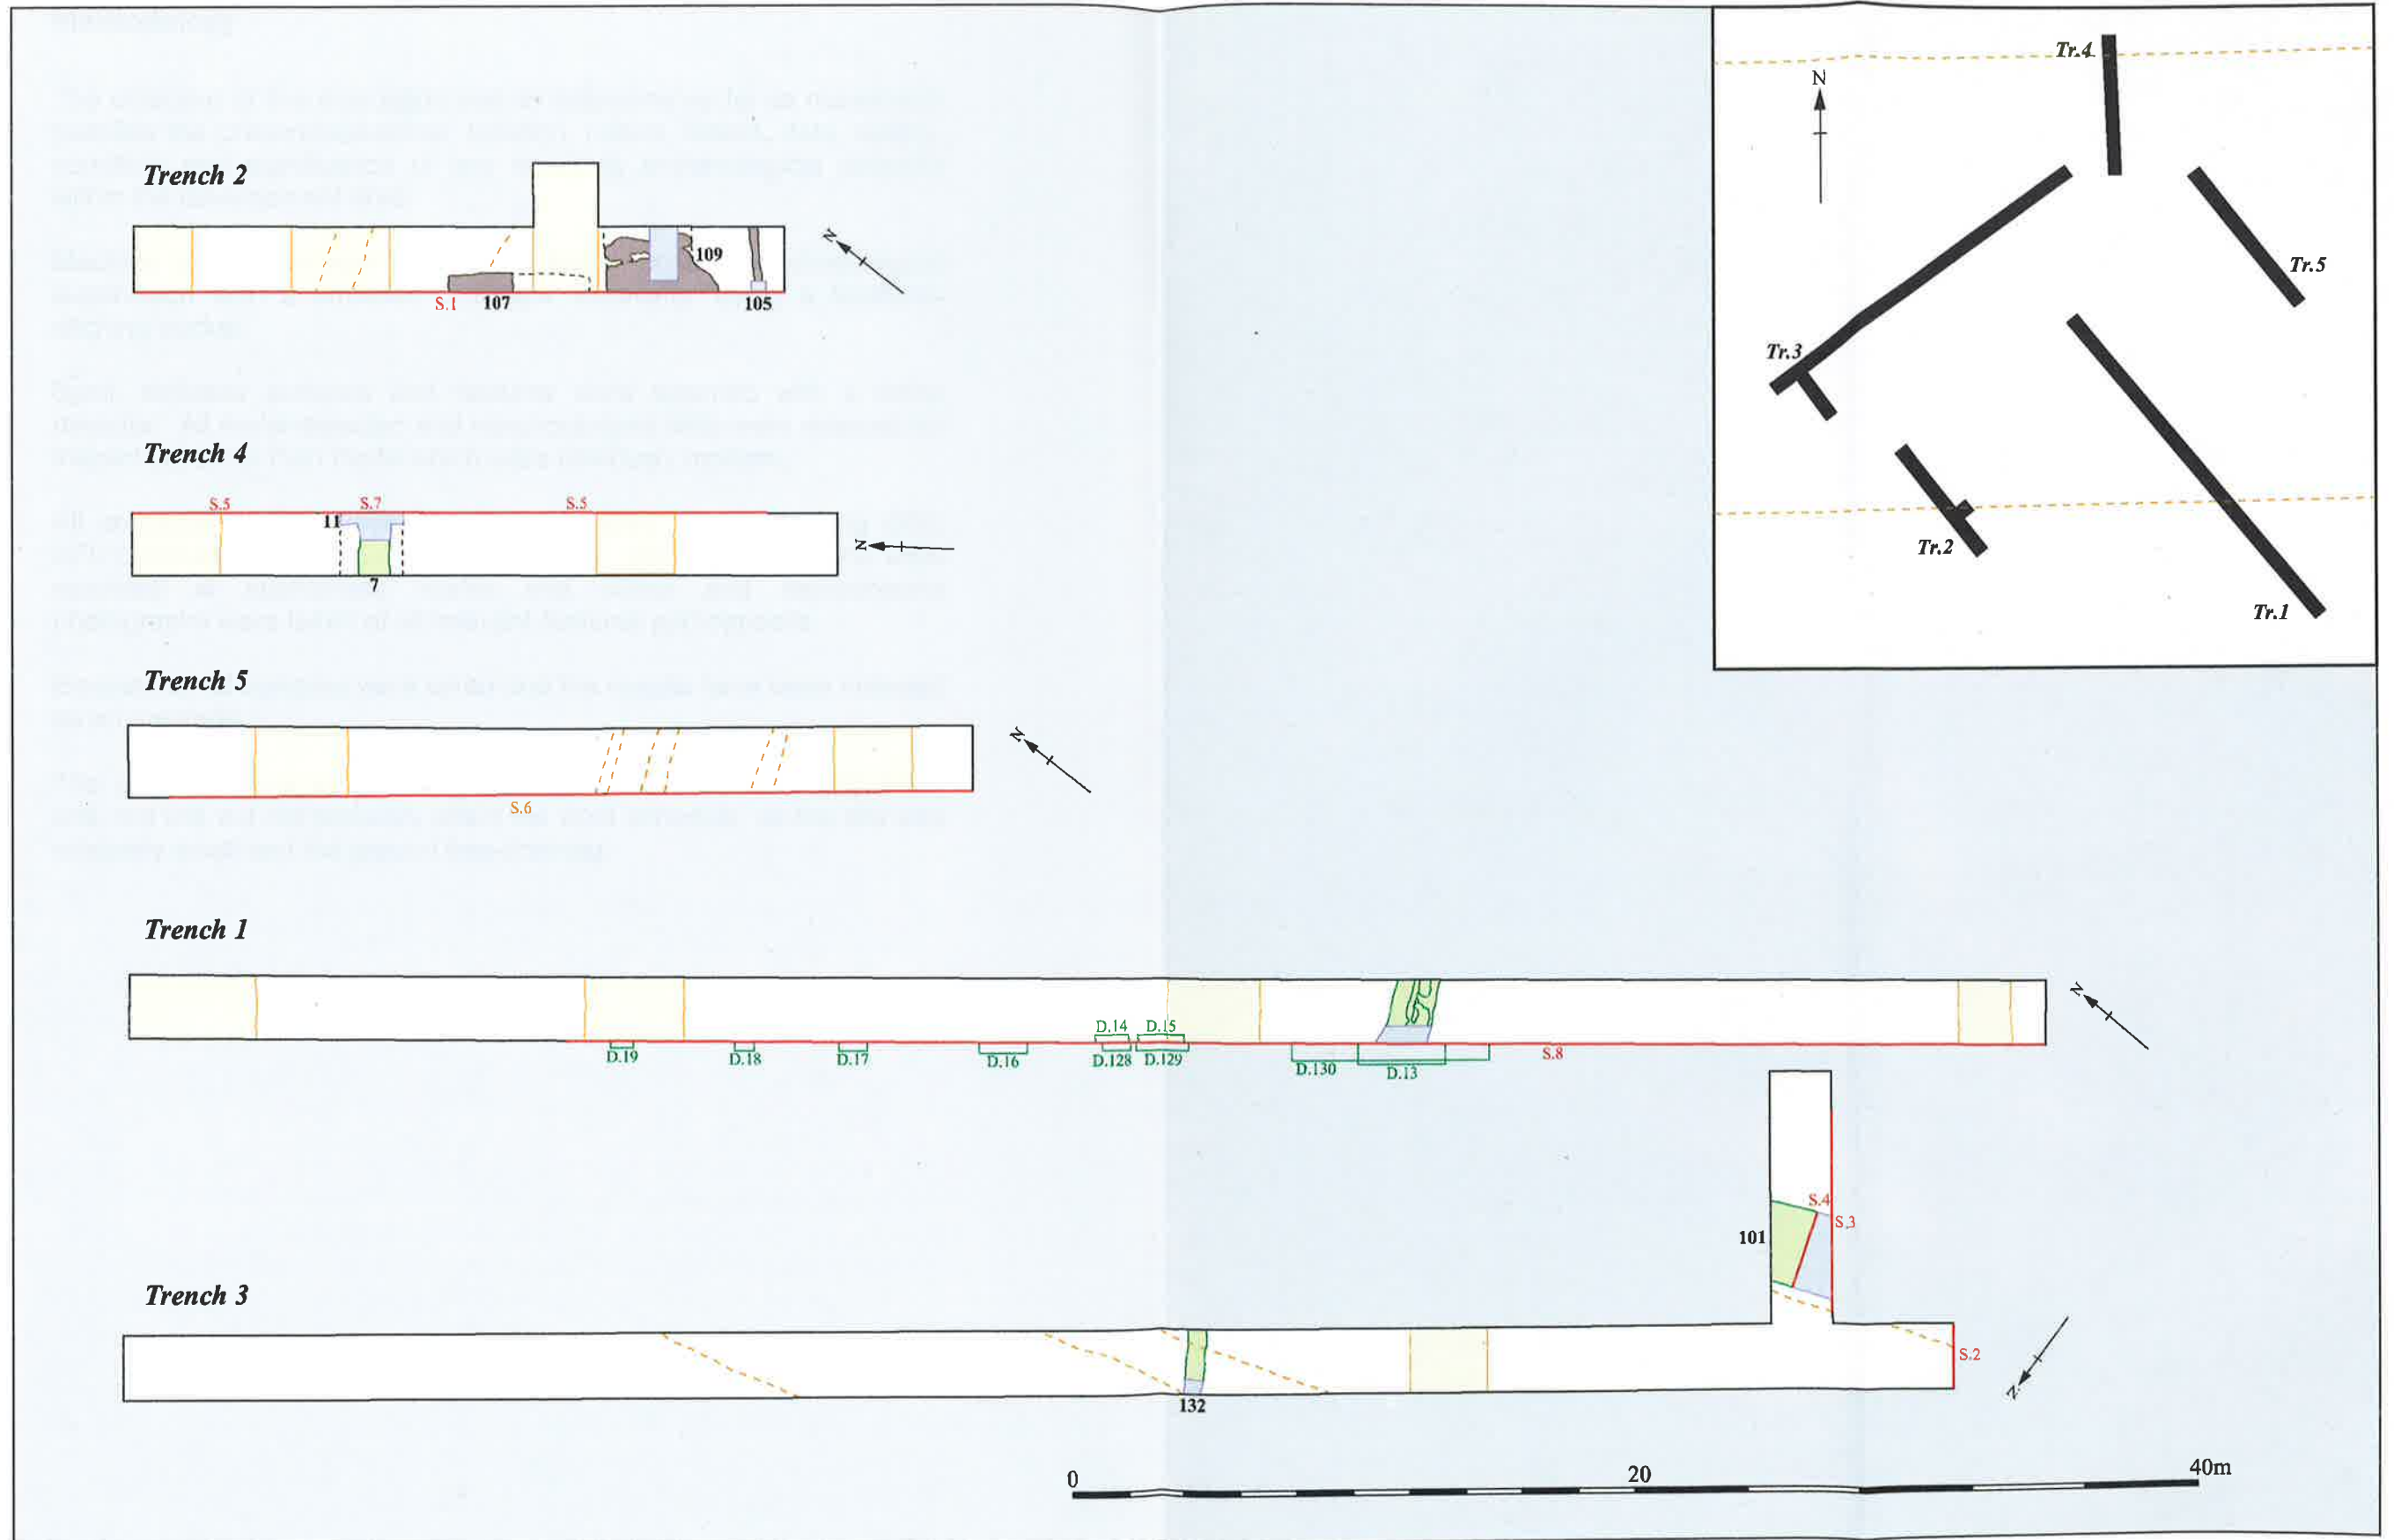 Trench 2
S.1
107
109
105
N
Trench 4
S.5
S.7
S.5
11
7
N
Trench 5
S.6
N
Trench 1
D.14
D.15
D.19
D.18
D.17
D.16
D.128
D.129
D.130
D.13
S.8
N
Trench 3
101
S.4
S.3
S.2
132
N
0
20
40m
N
Tr.4
Tr.5
Tr.3
Tr.2
Tr.1